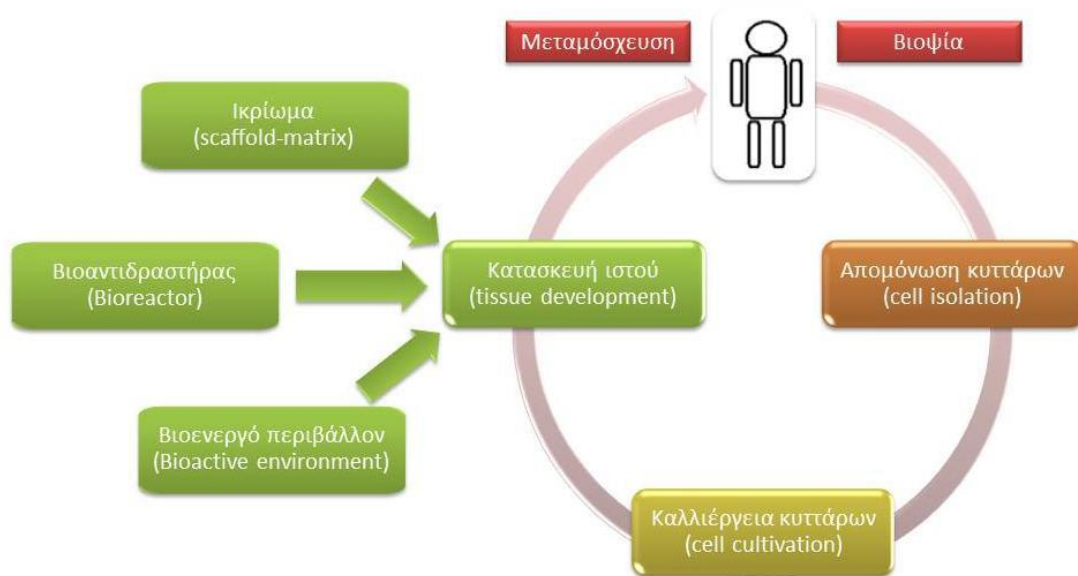 Μεταμόσχευση
Βιοψία
Ικρίωμα
(scaffold-matrix)
Βιοαντιδραστήρας
(Bioreactor)
Κατασκευή ιστού
(tissue development)
Απομόνωση κυττάρων
(cell isolation)
Βιοενεργό περιβάλλον
(Bioactive environment)
Καλλιέργεια κυττάρων
(cell cultivation)